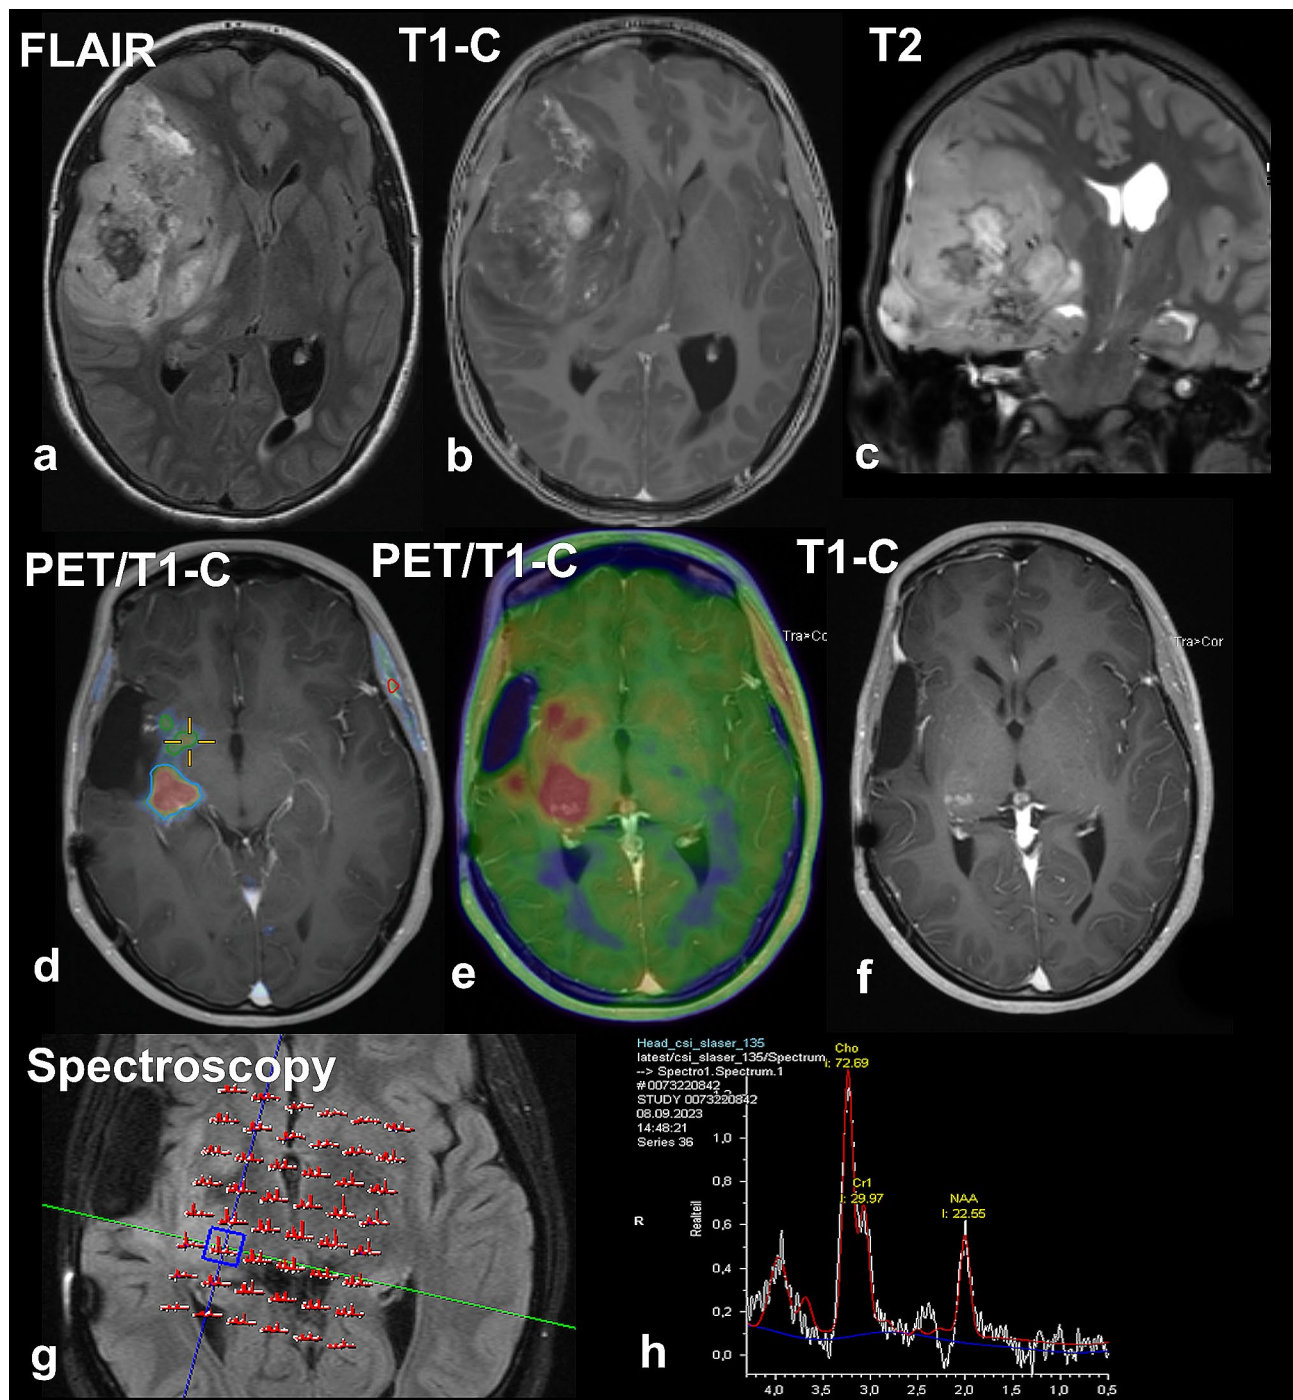 FLAIR
T1-C
T2
a
b
c
PET/T1-C
PET/T1-C
T1-C
Tra>Co
Tra>Cor
d
e
f
Spectroscopy
g
Head_csi_slaser_135
latest/csi_slaser_135/Spectrum
--> Spectro1.Spectrum.1
#0073220842
STUDY 0073220842
08.09.2023
14:48:21
Series 36
R
Realteil
Cho
I: 72.69
Cr1
I: 29.97
NAA
I: 22.55
1,0
0,8
0,6
0,4
0,2
0,0
4,0 3,5 3,0 2,5 2,0 1,5 1,0 0,5
h